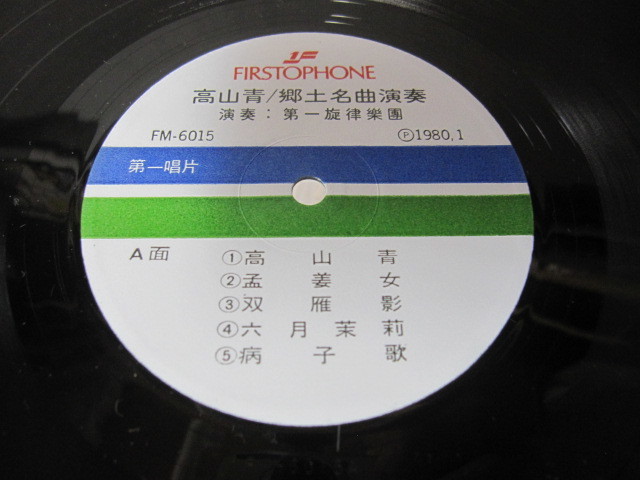 FIRSTOPHONE
高山青/鄉土名曲演奏
演奏：第一旋律樂團
FM-6015 Ⓟ1980.1
第一唱片
A面
①高山青
②孟姜女
③双雁影
④六月茉莉
⑤病子歌